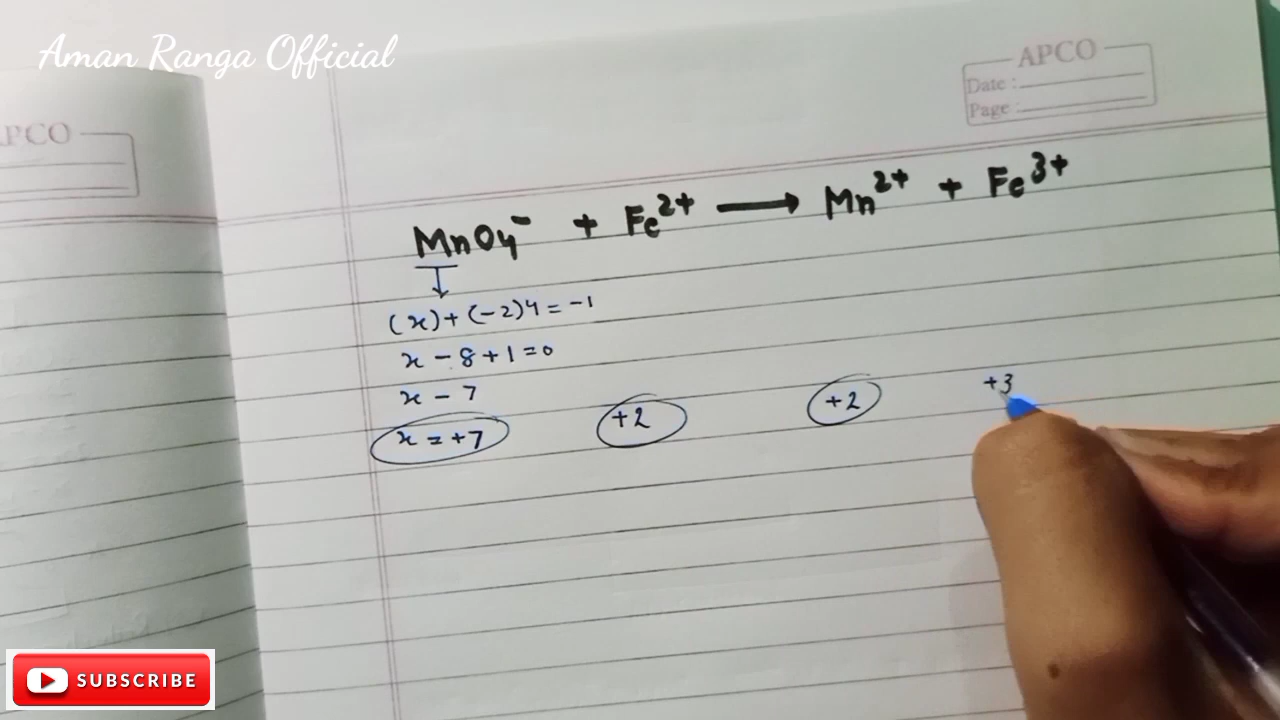 Aman Ranga Official
APCO
Date :
Page :
PCO
MnO₄⁻ + Fe²⁺ ⟶ Mn²⁺ + Fe³⁺
↓
(x)+(-2)4=-1
x-8+1=0
x-7
x=+7 +2 +2 +3
SUBSCRIBE